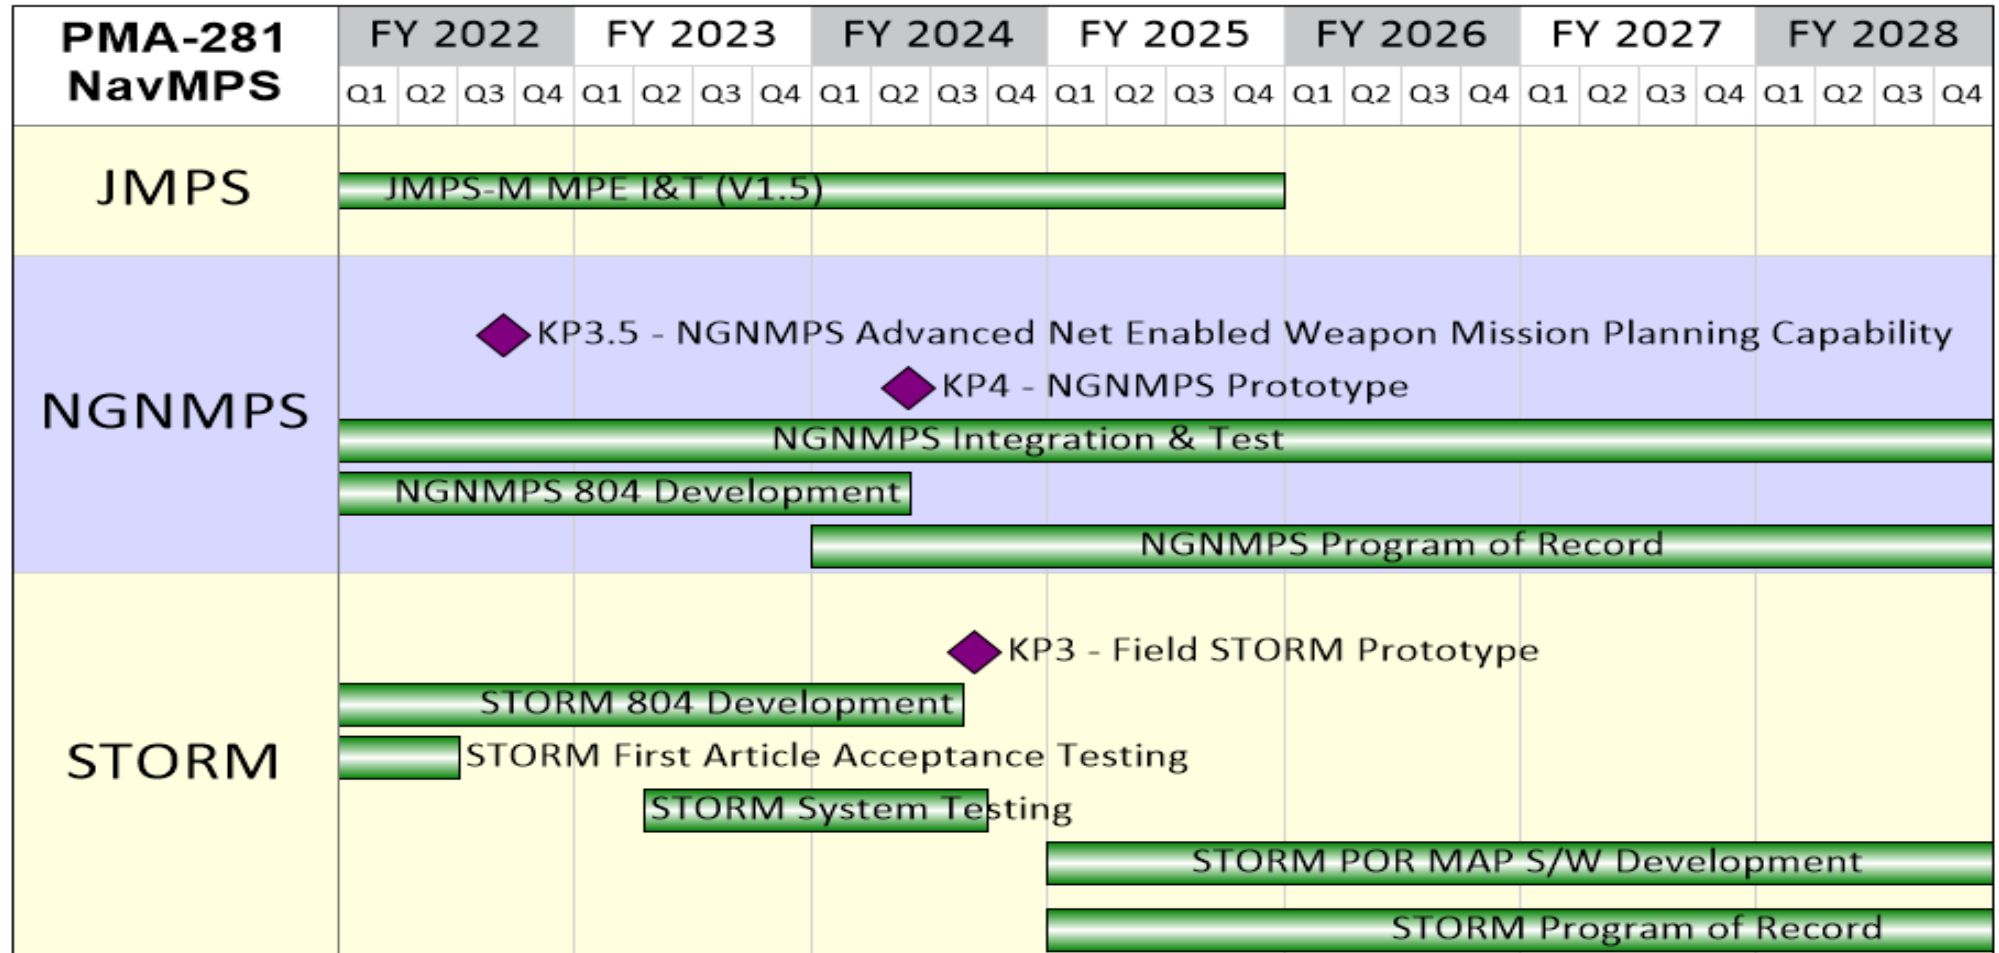 PMA-281
NavMPS
FY 2022 FY 2023 FY 2024 FY 2025 FY 2026 FY 2027 FY 2028
Q1 Q2 Q3 Q4 Q1 Q2 Q3 Q4 Q1 Q2 Q3 Q4 Q1 Q2 Q3 Q4 Q1 Q2 Q3 Q4 Q1 Q2 Q3 Q4 Q1 Q2 Q3 Q4
JMPS
JMPS-M MPE I&T (V1.5)
NGNMPS
KP3.5 - NGNMPS Advanced Net Enabled Weapon Mission Planning Capability
KP4 - NGNMPS Prototype
NGNMPS Integration & Test
NGNMPS 804 Development
NGNMPS Program of Record
STORM
KP3 - Field STORM Prototype
STORM 804 Development
STORM First Article Acceptance Testing
STORM System Testing
STORM POR MAP S/W Development
STORM Program of Record